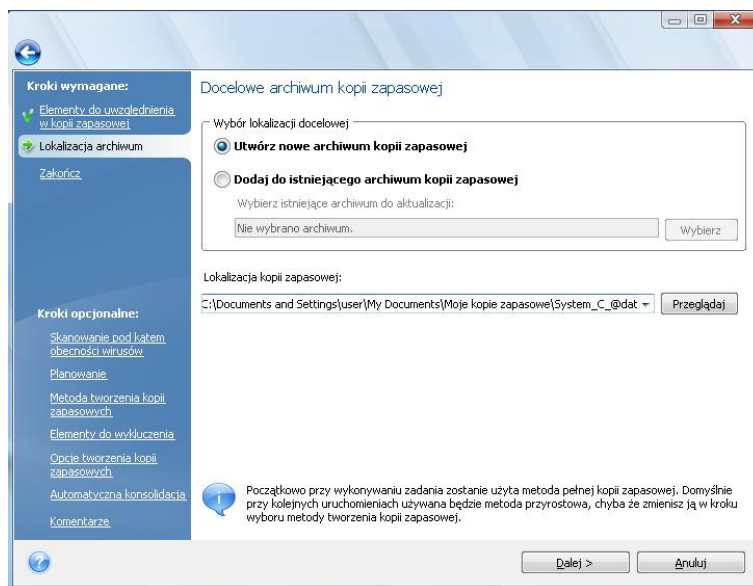 Kroki wymagane:
Elementy do uwzględnienia
w kopii zapasowej
Lokalizacja archiwum
Zakończ
Kroki opcjonalne:
Skanowanie pod kątem
obecności wirusów
Planowanie
Metoda tworzenia kopii
zapasowych
Elementy do wykluczenia
Opcje tworzenia kopii
zapasowych
Automatyczna konsolidacja
Komentarze
Docelowe archiwum kopii zapasowej
Wybór lokalizacji docelowej
Utwórz nowe archiwum kopii zapasowej
Dodaj do istniejącego archiwum kopii zapasowej
Wybierz istniejące archiwum do aktualizacji:
Nie wybrano archiwum. Wybierz
Lokalizacja kopii zapasowej:
C:\Documents and Settings\user\My Documents\Moje kopie zapasowe\System_C_@dat Przeglądaj
Początkowo przy wykonywaniu zadania zostanie użyta metoda pełnej kopii zapasowej. Domyślnie
przy kolejnych uruchomieniach używana będzie metoda przyrostowa, chyba że zmienisz ją w kroku
wyboru metody tworzenia kopii zapasowej.
Dalej > Anuluj